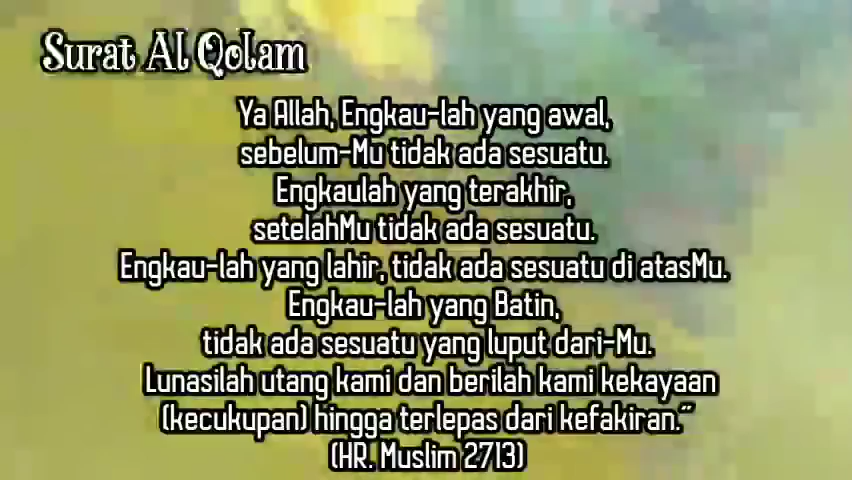 Surat Al Qolam
Ya Allah, Engkau-lah yang awal,
sebelum-Mu tidak ada sesuatu.
Engkaulah yang terakhir,
setelahMu tidak ada sesuatu.
Engkau-lah yang lahir, tidak ada sesuatu di atasMu.
Engkau-lah yang Batin,
tidak ada sesuatu yang luput dari-Mu.
Lunasilah utang kami dan berilah kami kekayaan
(kecukupan) hingga terlepas dari kefakiran.”
(HR. Muslim 2713)